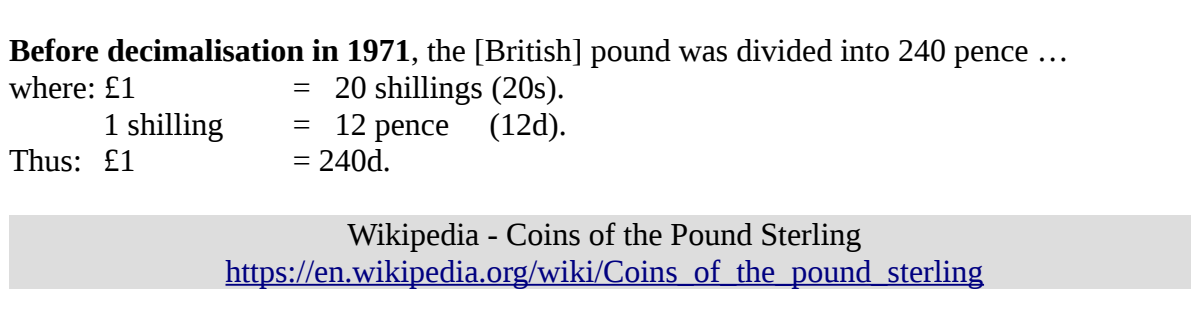 Before decimalisation in 1971, the [British] pound was divided into 240 pence …
where: £1 = 20 shillings (20s).
1 shilling = 12 pence (12d).
Thus: £1 = 240d.
Wikipedia - Coins of the Pound Sterling
https://en.wikipedia.org/wiki/Coins_of_the_pound_sterling